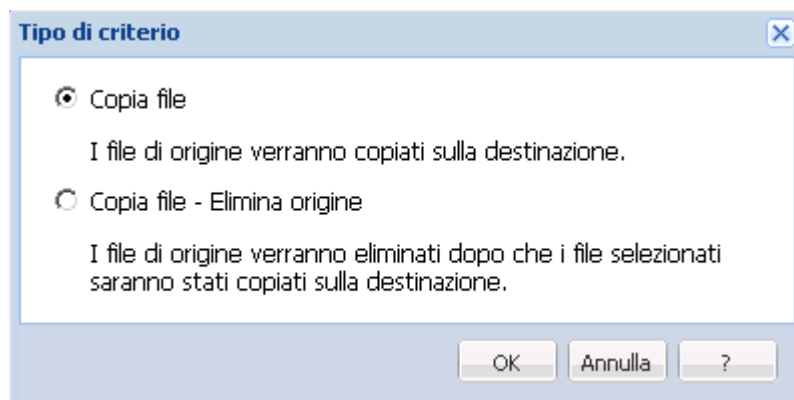 Tipo di criterio
Copia file
I file di origine verranno copiati sulla destinazione.
Copia file - Elimina origine
I file di origine verranno eliminati dopo che i file selezionati
saranno stati copiati sulla destinazione.
OK Annulla ?